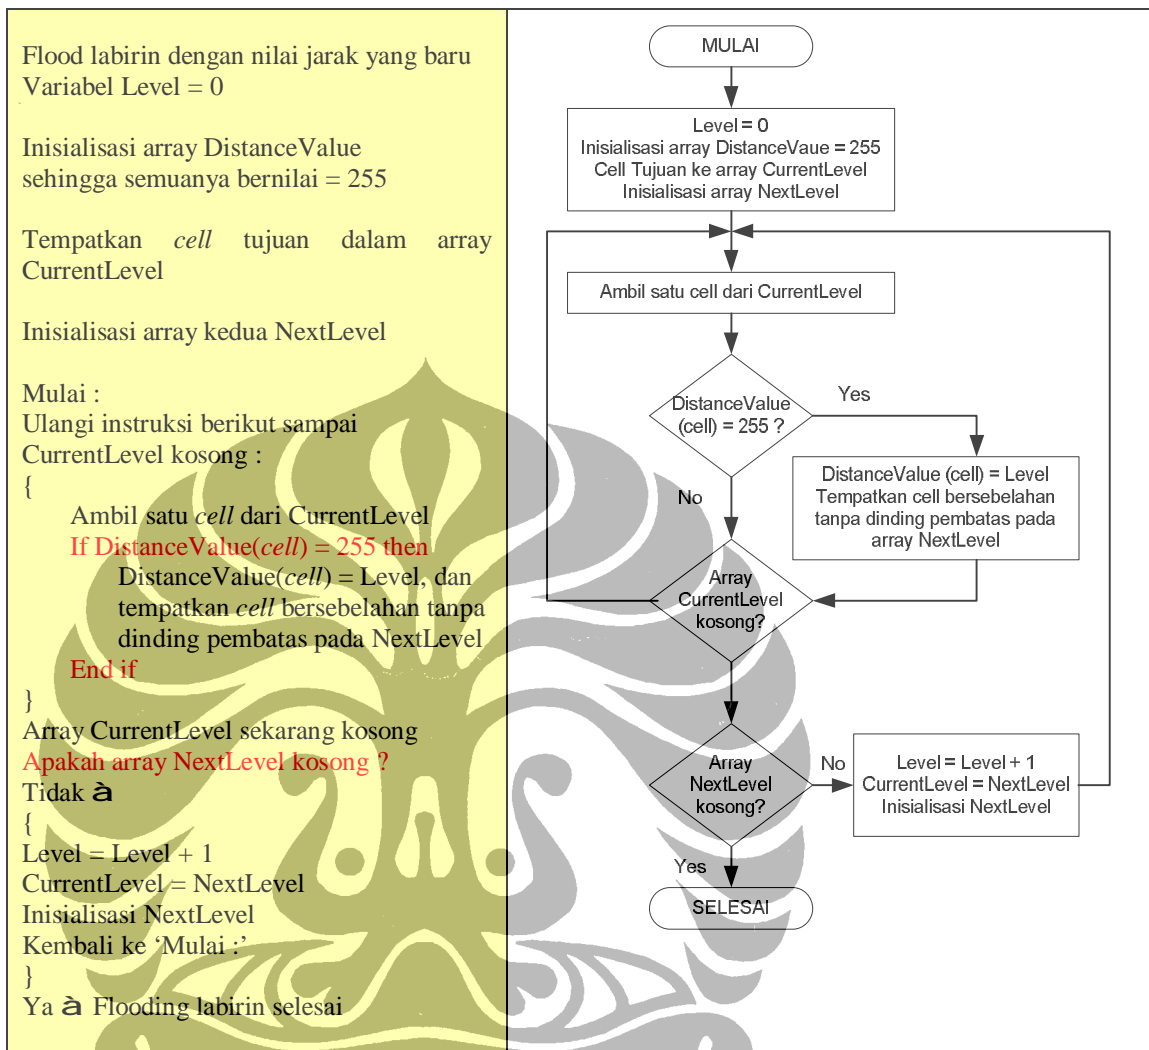 Flood labirin dengan nilai jarak yang baru
Variabel Level = 0
Inisialisasi array DistanceValue
sehingga semuanya bernilai = 255
Tempatkan cell tujuan dalam array
CurrentLevel
Inisialisasi array kedua NextLevel
Mulai :
Ulangi instruksi berikut sampai
CurrentLevel kosong :
{
Ambil satu cell dari CurrentLevel
If DistanceValue(cell) = 255 then
DistanceValue(cell) = Level, dan
tempatkan cell bersebelahan tanpa
dinding pembatas pada NextLevel
End if
}
Array CurrentLevel sekarang kosong
Apakah array NextLevel kosong ?
Tidak à
{
Level = Level + 1
CurrentLevel = NextLevel
Inisialisasi NextLevel
Kembali ke ‘Mulai :’
}
Ya à Flooding labirin selesai
MULAI
Level = 0
Inisialisasi array DistanceVaue = 255
Cell Tujuan ke array CurrentLevel
Inisialisasi array NextLevel
Ambil satu cell dari CurrentLevel
DistanceValue
(cell) = 255 ?
Yes
DistanceValue (cell) = Level
Tempatkan cell bersebelahan
tanpa dinding pembatas pada
array NextLevel
No
Array
CurrentLevel
kosong?
Array
NextLevel
kosong?
No
Level = Level + 1
CurrentLevel = NextLevel
Inisialisasi NextLevel
Yes
SELESAI